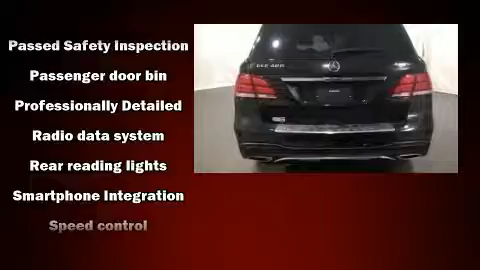 Passed Safety Inspection
Passenger door bin
Professionally Detailed
Radio data system
Rear reading lights
Smartphone Integration
Speed control